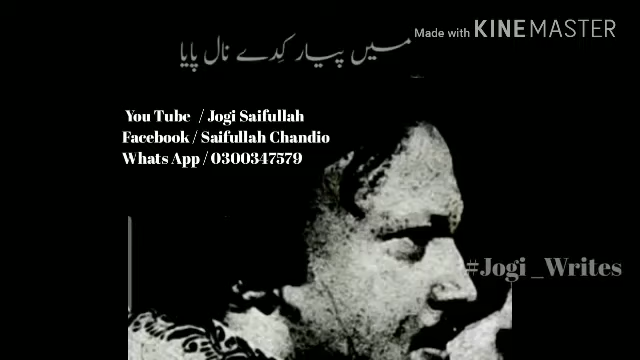 Made with KINEMASTER
میں پیار کِدے نال پایا
You Tube / Jogi Saifullah
Facebook / Saifullah Chandio
Whats App / 0300347579
#Jogi _Writes